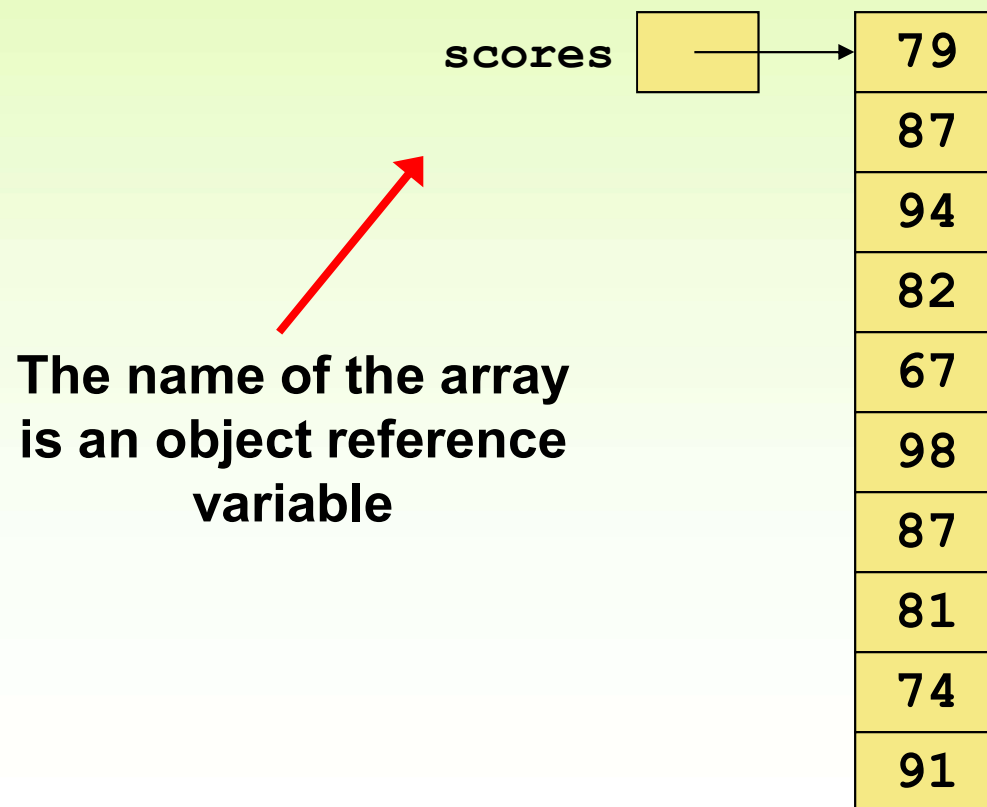 scores
79
87
94
82
67
98
87
81
74
91
The name of the array
is an object reference
variable